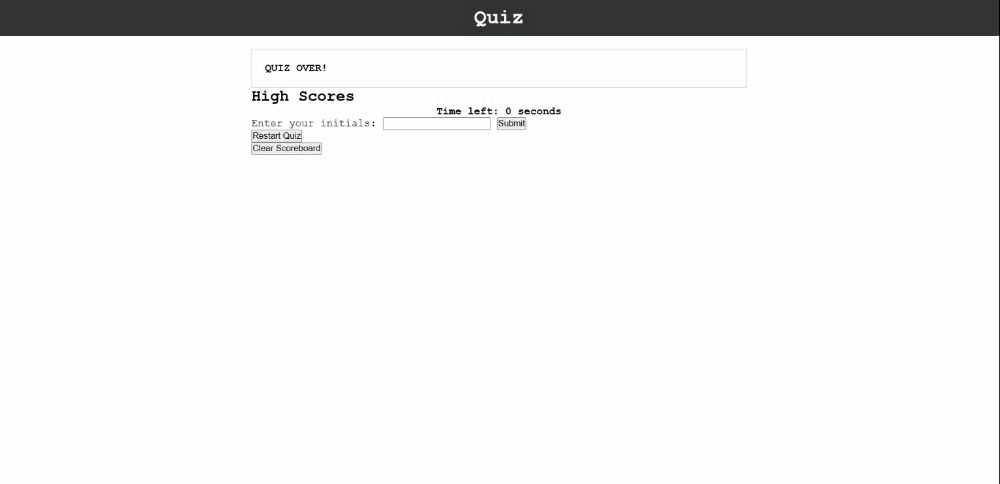 Quiz
QUIZ OVER!
High Scores
Time left: 0 seconds
Enter your initials: Submit
Restart Quiz
Clear Scoreboard